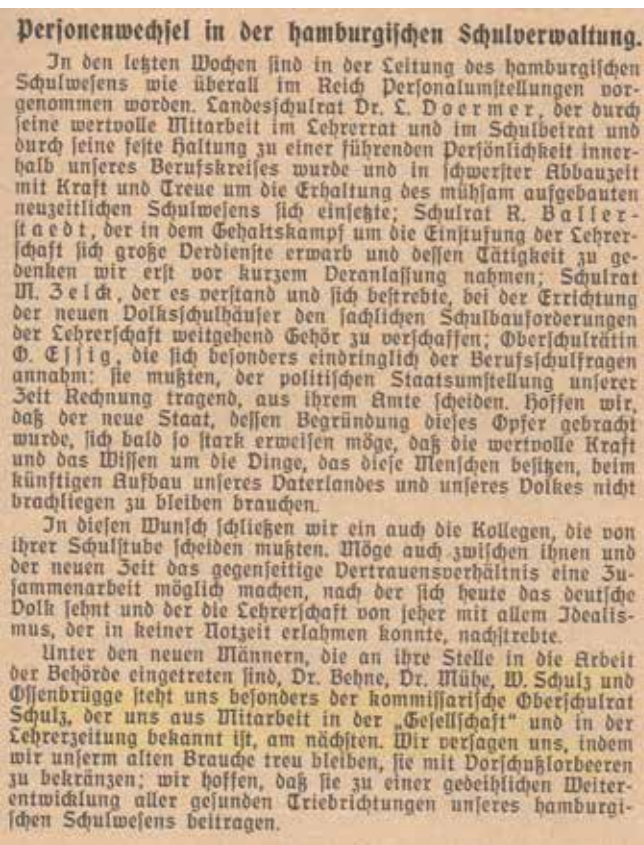 Personenwechsel in der hamburgischen Schulverwaltung.
In den letzten Wochen sind in der Leitung des hamburgischen
Schulwesens wie überall im Reich Personalumstellungen vor-
genommen worden. Landesschulrat Dr. L. Doermer, der durch
seine wertvolle Mitarbeit im Lehrerrat und im Schulbeirat und
durch seine feste Haltung zu einer führenden Persönlichkeit inner-
halb unseres Berufskreises wurde und in schwerster Abbauzeit
mit Kraft und Treue um die Erhaltung des mühsam aufgebauten
neuzeitlichen Schulwesens sich einsetzte; Schulrat R. Baller-
staedt, der in dem Gehaltskampf um die Einstufung der Lehrer-
schaft sich große Verdienste erwarb und dessen Tätigkeit zu ge-
denken wir erst vor kurzem Veranlassung nahmen; Schulrat
M. Zelck, der es verstand und sich bestrebte, bei der Errichtung
der neuen Volksschulhäuser den sachlichen Schulbauforderungen
der Lehrerschaft weitgehend Gehör zu verschaffen; Oberschulrätin
O. Essig, die sich besonders eindringlich der Berufsschulfragen
annahm: sie mußten, der politischen Staatsumstellung unserer
Zeit Rechnung tragend, aus ihrem Amte scheiden. Hoffen wir,
daß der neue Staat, dessen Begründung dieses Opfer gebracht
wurde, sich bald so stark erweisen möge, daß die wertvolle Kraft
und das Wissen um die Dinge, das diese Menschen besitzen, beim
künftigen Aufbau unseres Vaterlandes und unseres Volkes nicht
brachliegen zu bleiben brauchen.
In diesen Wunsch schließen wir ein auch die Kollegen, die von
ihrer Schulstube scheiden mußten. Möge auch zwischen ihnen und
der neuen Zeit das gegenseitige Vertrauensverhältnis eine Zu-
sammenarbeit möglich machen, nach der sich heute das deutsche
Volk sehnt und der die Lehrerschaft von jeher mit allem Idealis-
mus, der in keiner Notzeit erlahmen konnte, nachstrebte.
Unter den neuen Männern, die an ihre Stelle in die Arbeit
der Behörde eingetreten sind, Dr. Behne, Dr. Mühe, W. Schulz und
Ossenbrügge steht uns besonders der kommissarische Oberschulrat
Schulz, der uns aus Mitarbeit in der „Gesellschaft“ und in der
Lehrerzeitung bekannt ist, am nächsten. Wir versagen uns, indem
wir unserm alten Brauche treu bleiben, sie mit Vorschußlorbeeren
zu bekränzen; wir hoffen, daß sie zu einer gedeihlichen Weiter-
entwicklung aller gesunden Triebrichtungen unseres hamburgi-
schen Schulwesens beitragen.